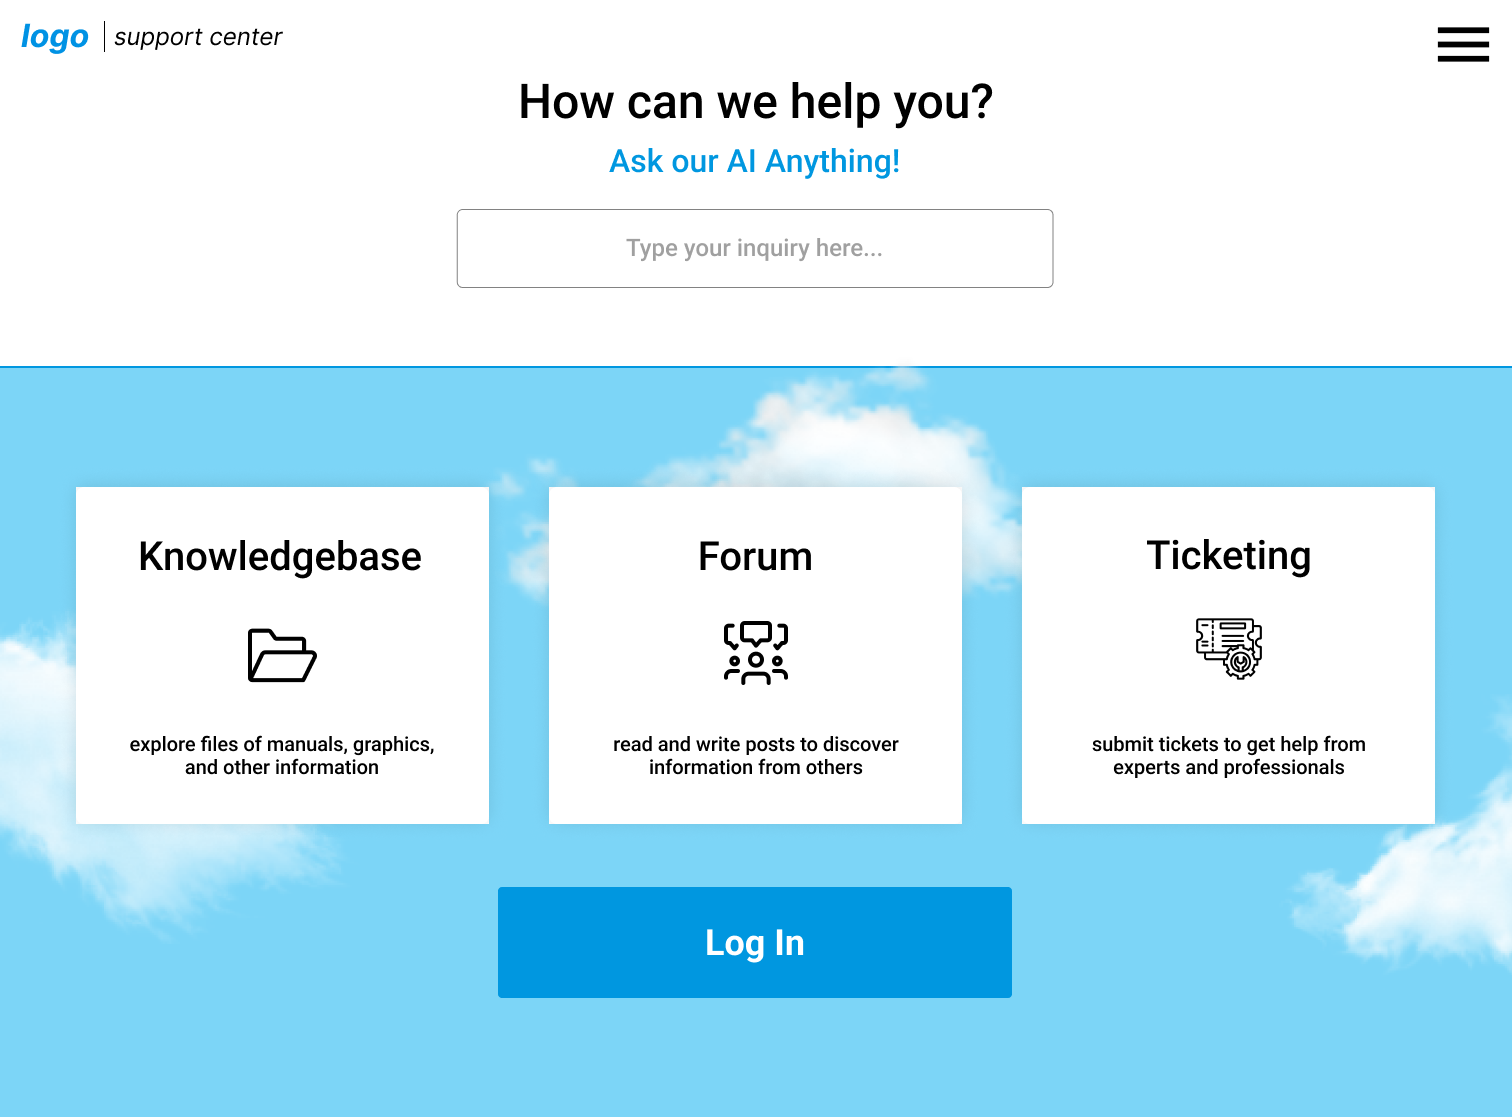 logo
support center
How can we help you?
Ask our AI Anything!
Type your inquiry here...
Knowledgebase
explore files of manuals, graphics,
and other information
Forum
read and write posts to discover
information from others
Ticketing
submit tickets to get help from
experts and professionals
Log In